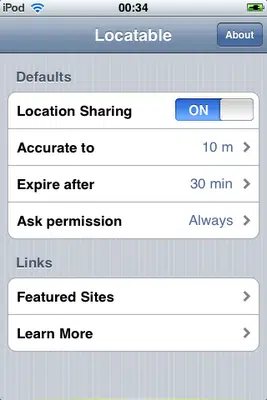 iPod 00:34
Locatable About
Defaults
Location Sharing ON
Accurate to 10 m
Expire after 30 min
Ask permission Always
Links
Featured Sites
Learn More